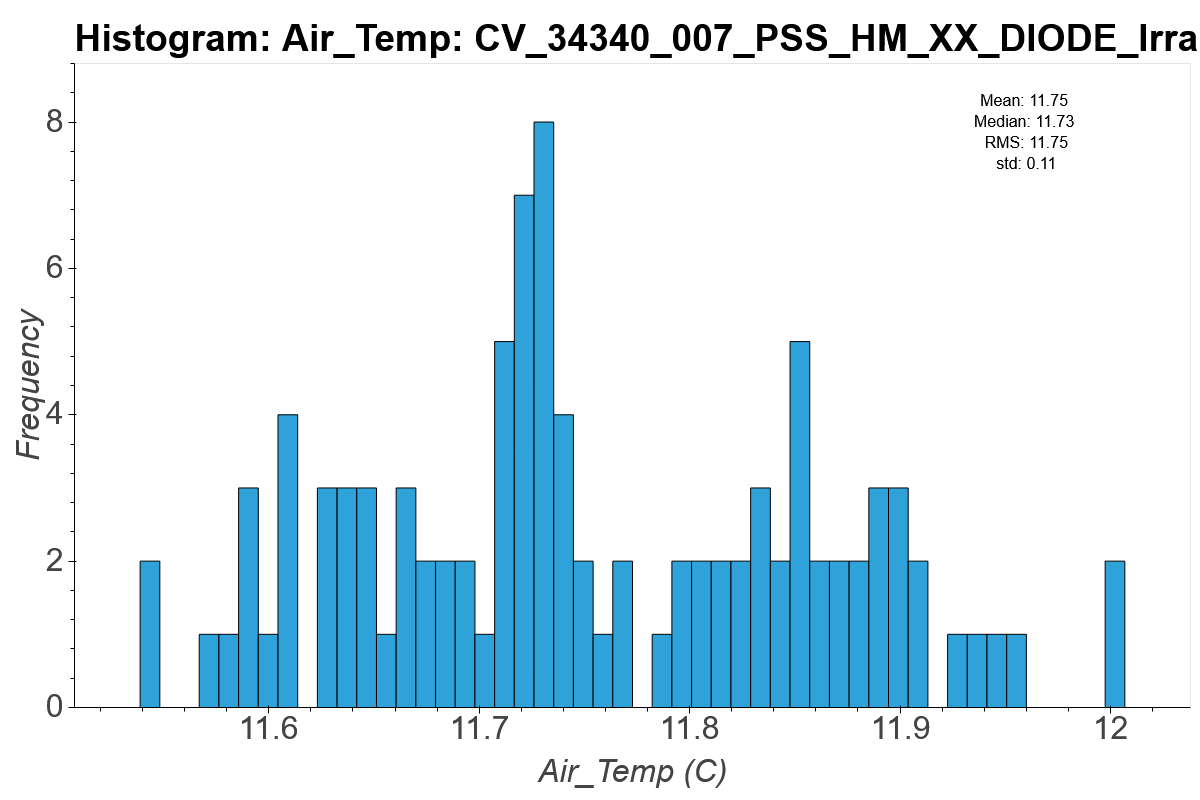 Histogram: Air_Temp: CV_34340_007_PSS_HM_XX_DIODE_Irra
Mean: 11.75
Median: 11.73
RMS: 11.75
std: 0.11
8
6
4
2
0
Frequency
11.6 11.7 11.8 11.9 12
Air_Temp (C)